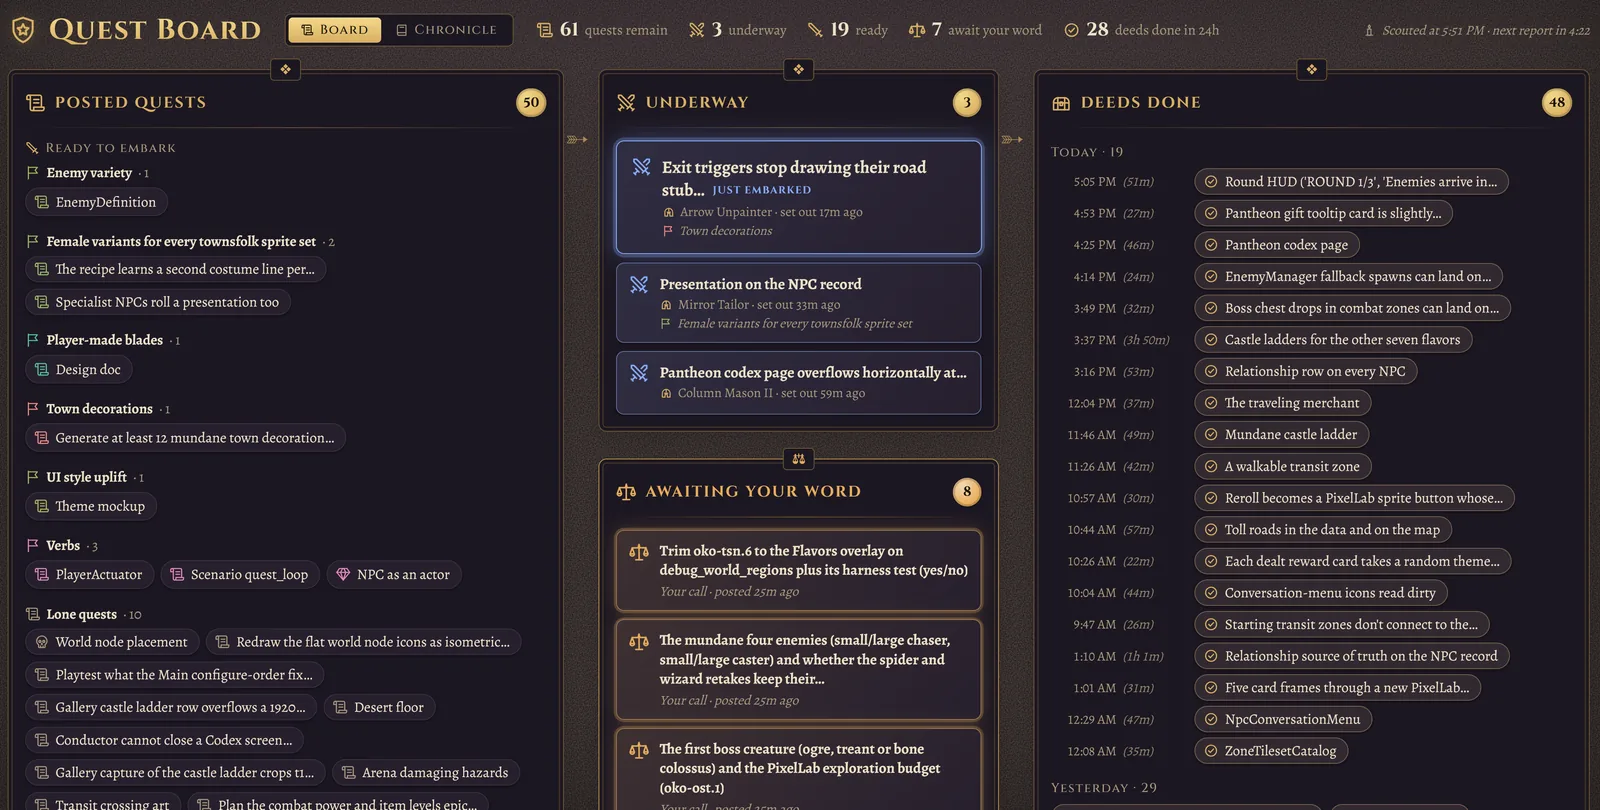 Quest Board
Board
Chronicle
61 quests remain
3 underway
19 ready
7 await your word
28 deeds done in 24h
Scouted at 5:51 PM · next report in 4:22
Posted Quests
50
Ready to embark
Enemy variety · 1
EnemyDefinition
Female variants for every townsfolk sprite set · 2
The recipe learns a second costume line per...
Specialist NPCs roll a presentation too
Player-made blades · 1
Design doc
Town decorations · 1
Generate at least 12 mundane town decoration...
UI style uplift · 1
Theme mockup
Verbs · 3
PlayerActuator
Scenario quest_loop
NPC as an actor
Lone quests · 10
World node placement
Redraw the flat world node icons as isometric...
Playtest what the Main configure-order fix...
Gallery castle ladder row overflows a 1920...
Desert floor
Conductor cannot close a Codex screen...
Gallery capture of the castle ladder crops t1...
Arena damaging hazards
Transit crossing art
Plan the combat power and item levels epic...
Underway
3
Exit triggers stop drawing their road
stub... JUST EMBARKED
Arrow Unpainter · set out 17m ago
Town decorations
Presentation on the NPC record
Mirror Tailor · set out 33m ago
Female variants for every townsfolk sprite set
Pantheon codex page overflows horizontally at...
Column Mason II · set out 59m ago
Awaiting your word
8
Trim oko-tsn.6 to the Flavors overlay on
debug_world_regions plus its harness test (yes/no)
Your call · posted 25m ago
The mundane four enemies (small/large chaser,
small/large caster) and whether the spider and
wizard retakes keep their...
Your call · posted 25m ago
The first boss creature (ogre, treant or bone
colossus) and the PixelLab exploration budget
(oko-ost.1)
Your call · posted 25m ago
Deeds done
48
Today · 19
5:05 PM (51m) Round HUD ('ROUND 1/3', 'Enemies arrive in...
4:53 PM (27m) Pantheon gift tooltip card is slightly...
4:25 PM (46m) Pantheon codex page
4:14 PM (24m) EnemyManager fallback spawns can land on...
3:49 PM (32m) Boss chest drops in combat zones can land on...
3:37 PM (3h 50m) Castle ladders for the other seven flavors
3:16 PM (53m) Relationship row on every NPC
12:04 PM (37m) The traveling merchant
11:46 AM (49m) Mundane castle ladder
11:26 AM (42m) A walkable transit zone
10:57 AM (30m) Reroll becomes a PixelLab sprite button whose...
10:44 AM (57m) Toll roads in the data and on the map
10:26 AM (22m) Each dealt reward card takes a random theme...
10:04 AM (44m) Conversation-menu icons read dirty
9:47 AM (26m) Starting transit zones don't connect to the...
1:10 AM (1h 1m) Relationship source of truth on the NPC record
1:01 AM (31m) Five card frames through a new PixelLab...
12:29 AM (47m) NpcConversationMenu
12:08 AM (35m) ZoneTilesetCatalog
Yesterday · 29